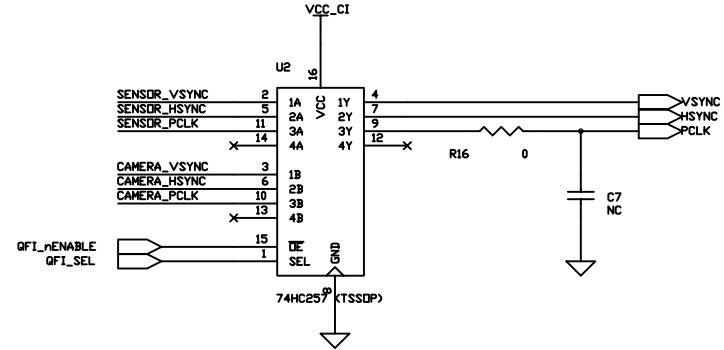 VCC_CI
U2
16
VCC
SENSOR_VSYNC 2 1A 1Y 4 VSYNC
SENSOR_HSYNC 5 2A 2Y 7 HSYNC
SENSOR_PCLK 11 3A 3Y 9 PCLK
14 4A 4Y 12
R16 0
CAMERA_VSYNC 3 1B
CAMERA_HSYNC 6 2B
CAMERA_PCLK 10 3B
13 4B
C7
NC
QFI_nENABLE 15 OE GND
QFI_SEL 1 SEL
8
74HC257 (TSSOP)